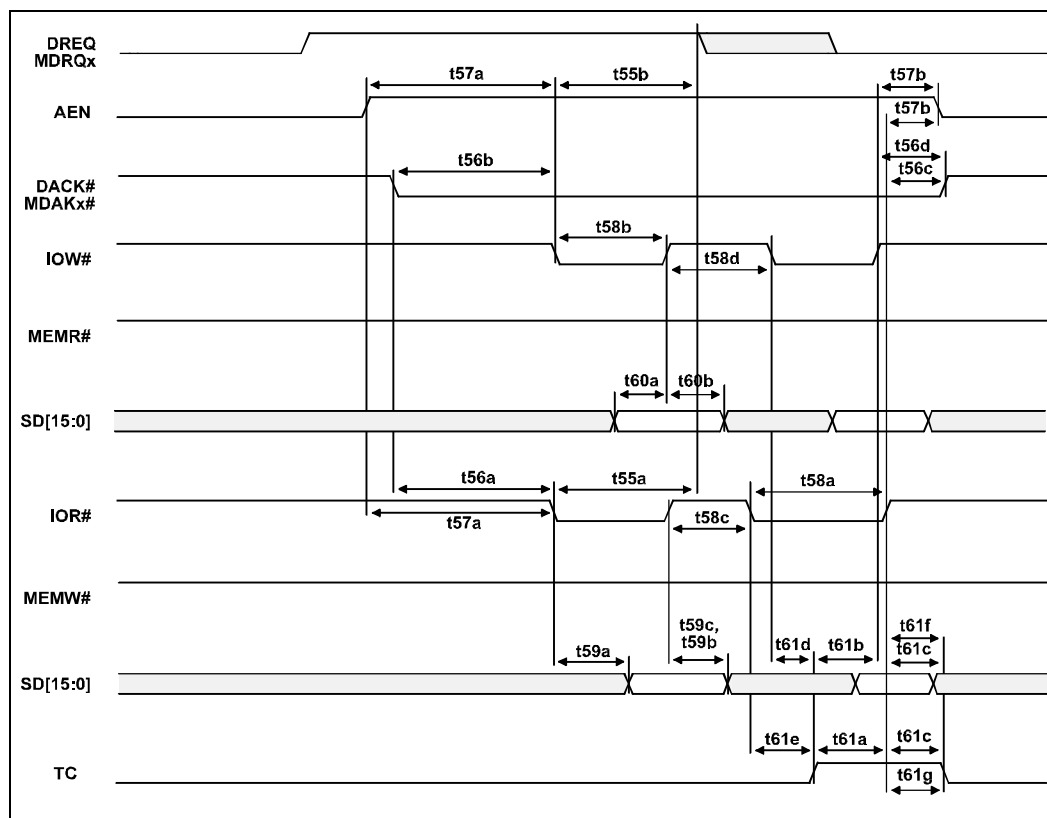 DREQ
MDRQx
t57a
t55b
t57b
AEN
t57b
t56b
t56d
t56c
DACK#
MDAKx#
t58b
IOW#
t58d
MEMR#
t60a
t60b
SD[15:0]
t56a
t55a
t58a
IOR#
t57a
t58c
MEMW#
t59c,
t59b
t61f
t59a
t61d
t61b
t61c
SD[15:0]
t61e
t61a
t61c
TC
t61g